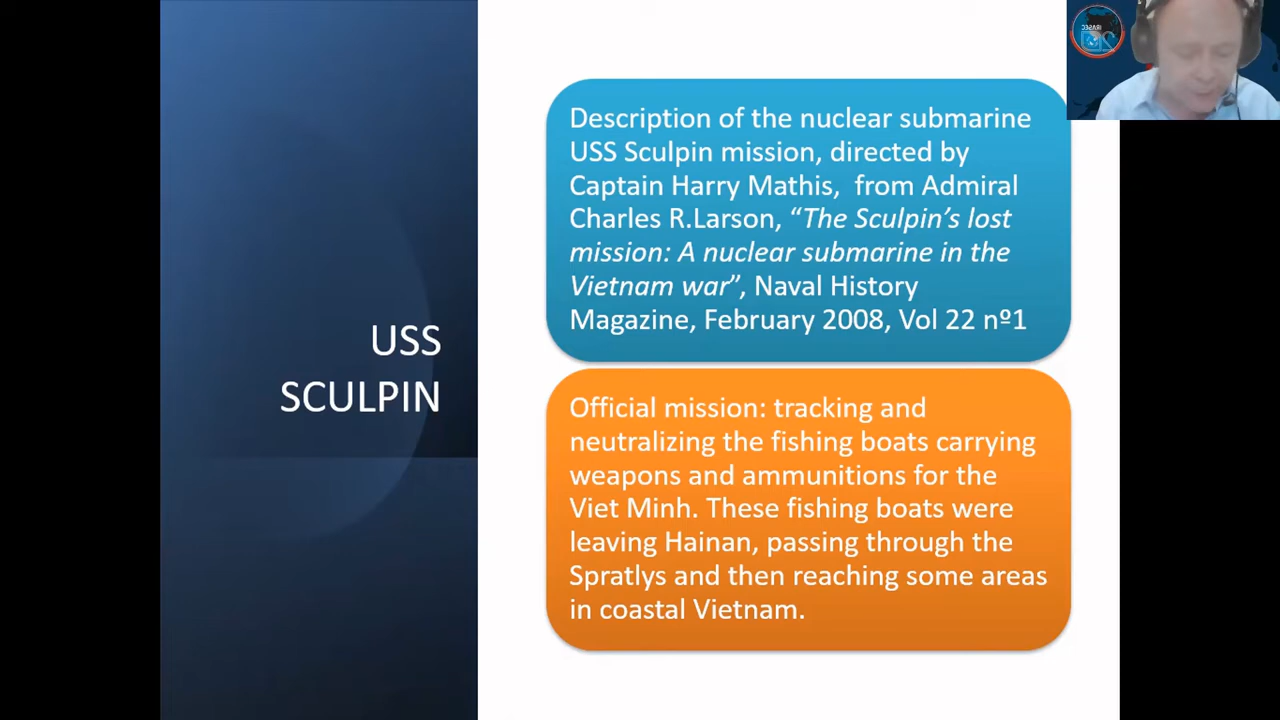 USS
SCULPIN
Description of the nuclear submarine
USS Sculpin mission, directed by
Captain Harry Mathis,  from Admiral
Charles R.Larson, “The Sculpin’s lost
mission: A nuclear submarine in the
Vietnam war”, Naval History
Magazine, February 2008, Vol 22 nº1
Official mission: tracking and
neutralizing the fishing boats carrying
weapons and ammunitions for the
Viet Minh. These fishing boats were
leaving Hainan, passing through the
Spratlys and then reaching some areas
in coastal Vietnam.
IRASEC